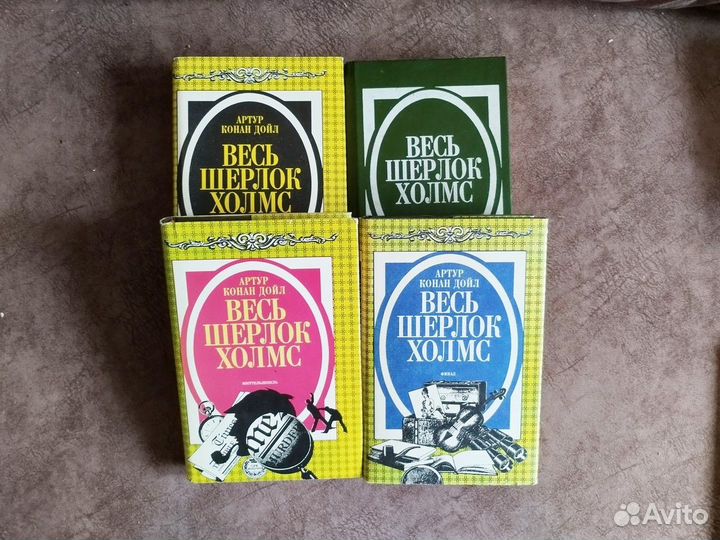 АРТУР
КОНАН ДОЙЛ
ВЕСЬ
ШЕРЛОК
ХОЛМС
ВЕСЬ
ШЕРЛОК
ХОЛМС
АРТУР
КОНАН ДОЙЛ
ВЕСЬ
ШЕРЛОК
ХОЛМС
MURDER
АРТУР
КОНАН ДОЙЛ
ВЕСЬ
ШЕРЛОК
ХОЛМС
ФИНАЛ
Avito